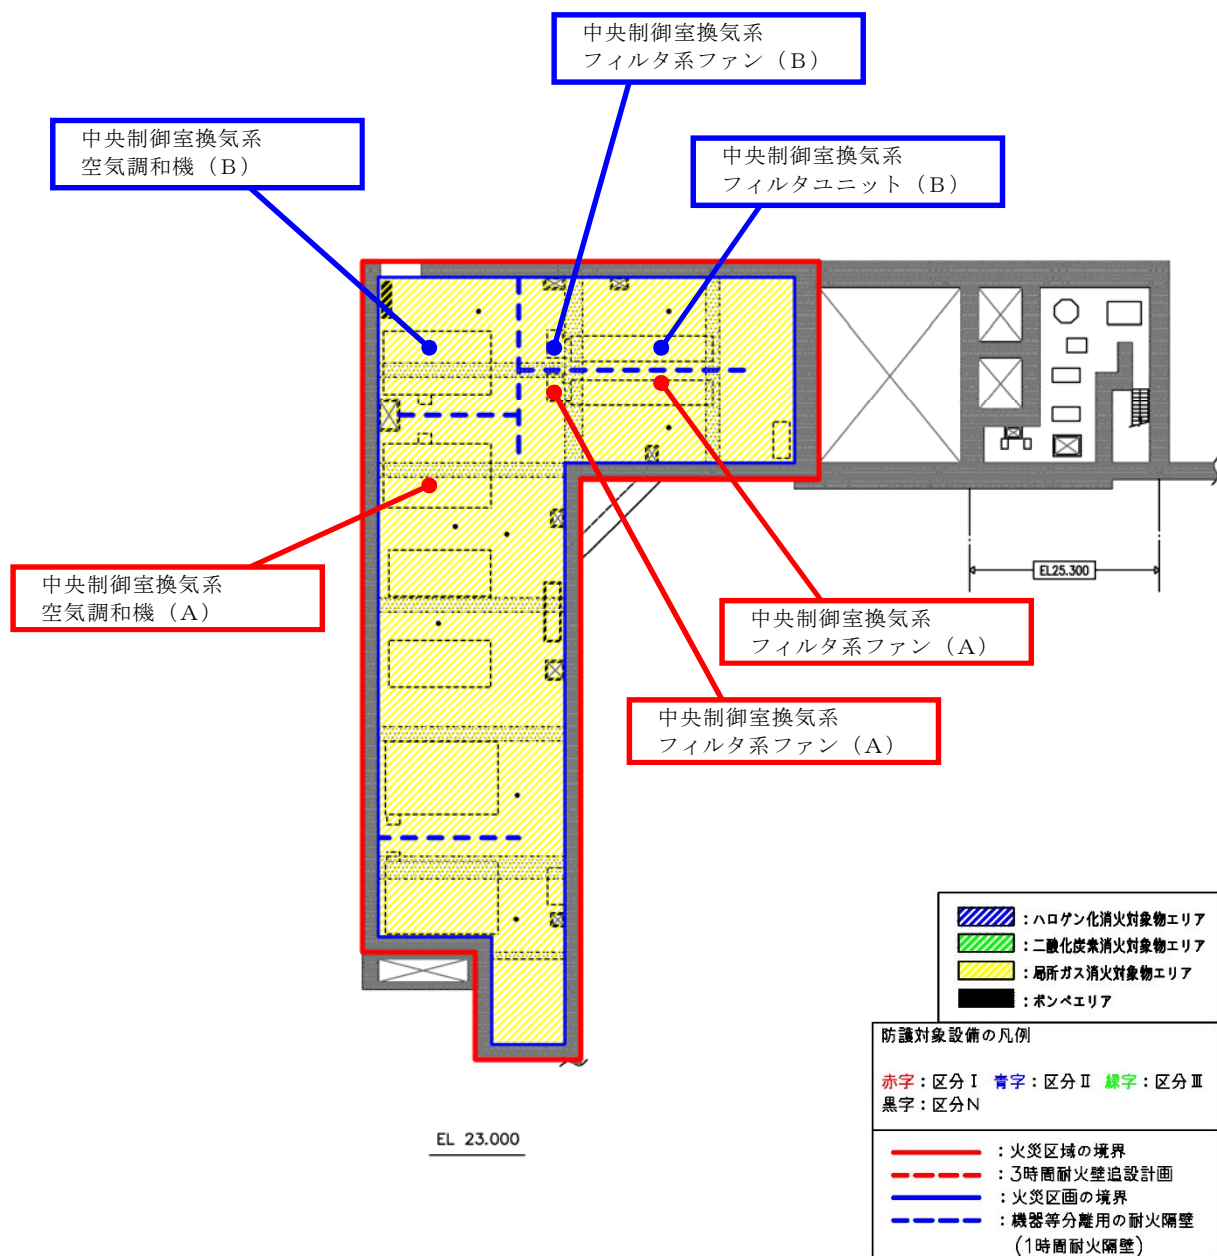 中央制御室換気系
フィルタ系ファン（B）
中央制御室換気系
空気調和機（B）
中央制御室換気系
フィルタユニット（B）
EL25.300
中央制御室換気系
空気調和機（A）
中央制御室換気系
フィルタ系ファン（A）
中央制御室換気系
フィルタ系ファン（A）
：ハロゲン化消火対象物エリア
：二酸化炭素消火対象物エリア
：局所ガス消火対象物エリア
：ボンベエリア
防護対象設備の凡例
赤字：区分Ⅰ 青字：区分Ⅱ 緑字：区分Ⅲ
黒字：区分N
：火災区域の境界
：3時間耐火壁追設計画
：火災区画の境界
：機器等分離用の耐火隔壁
(1時間耐火隔壁)
EL 23.000